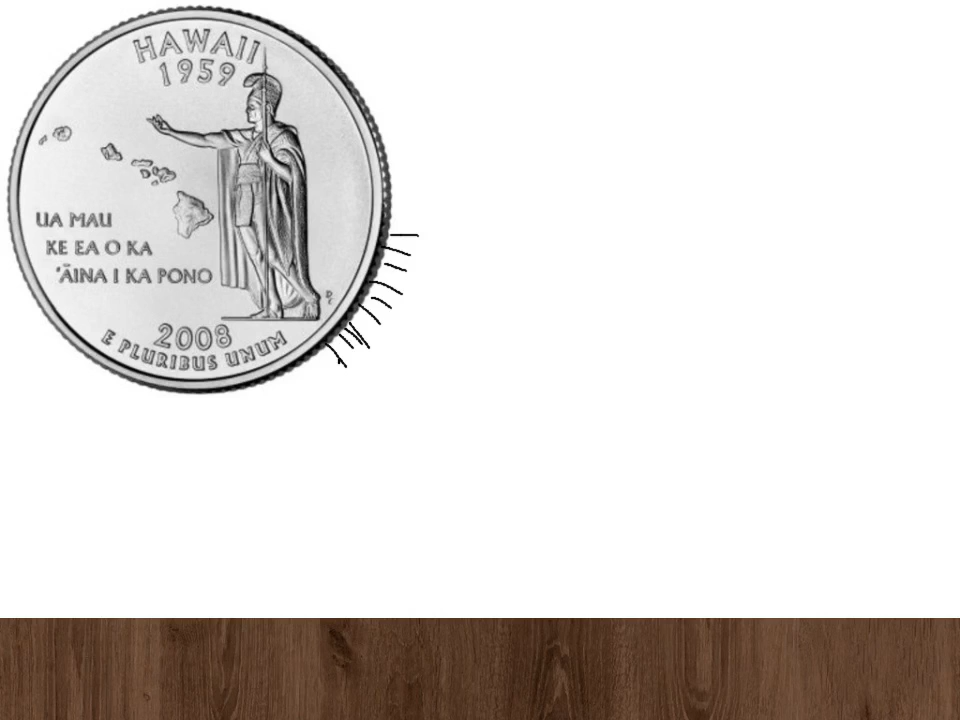 HAWAII
1959
UA MAU
KE EA O KA
ʻĀINA I KA PONO
2008
E PLURIBUS UNUM